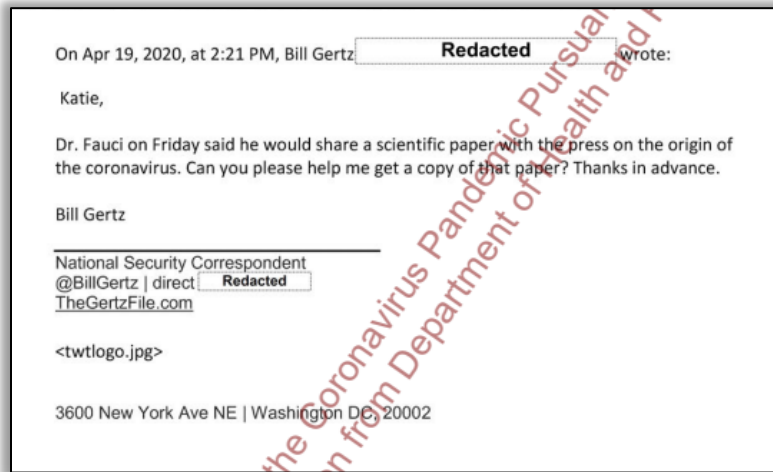 On Apr 19, 2020, at 2:21 PM, Bill Gertz Redacted wrote:
Katie,
Dr. Fauci on Friday said he would share a scientific paper with the press on the origin of
the coronavirus. Can you please help me get a copy of that paper? Thanks in advance.
Bill Gertz
National Security Correspondent
@BillGertz | direct Redacted
TheGertzFile.com
<twtlogo.jpg>
3600 New York Ave NE | Washington DC, 20002
the Coronavirus Pandemic Pursua
from Department of Health and